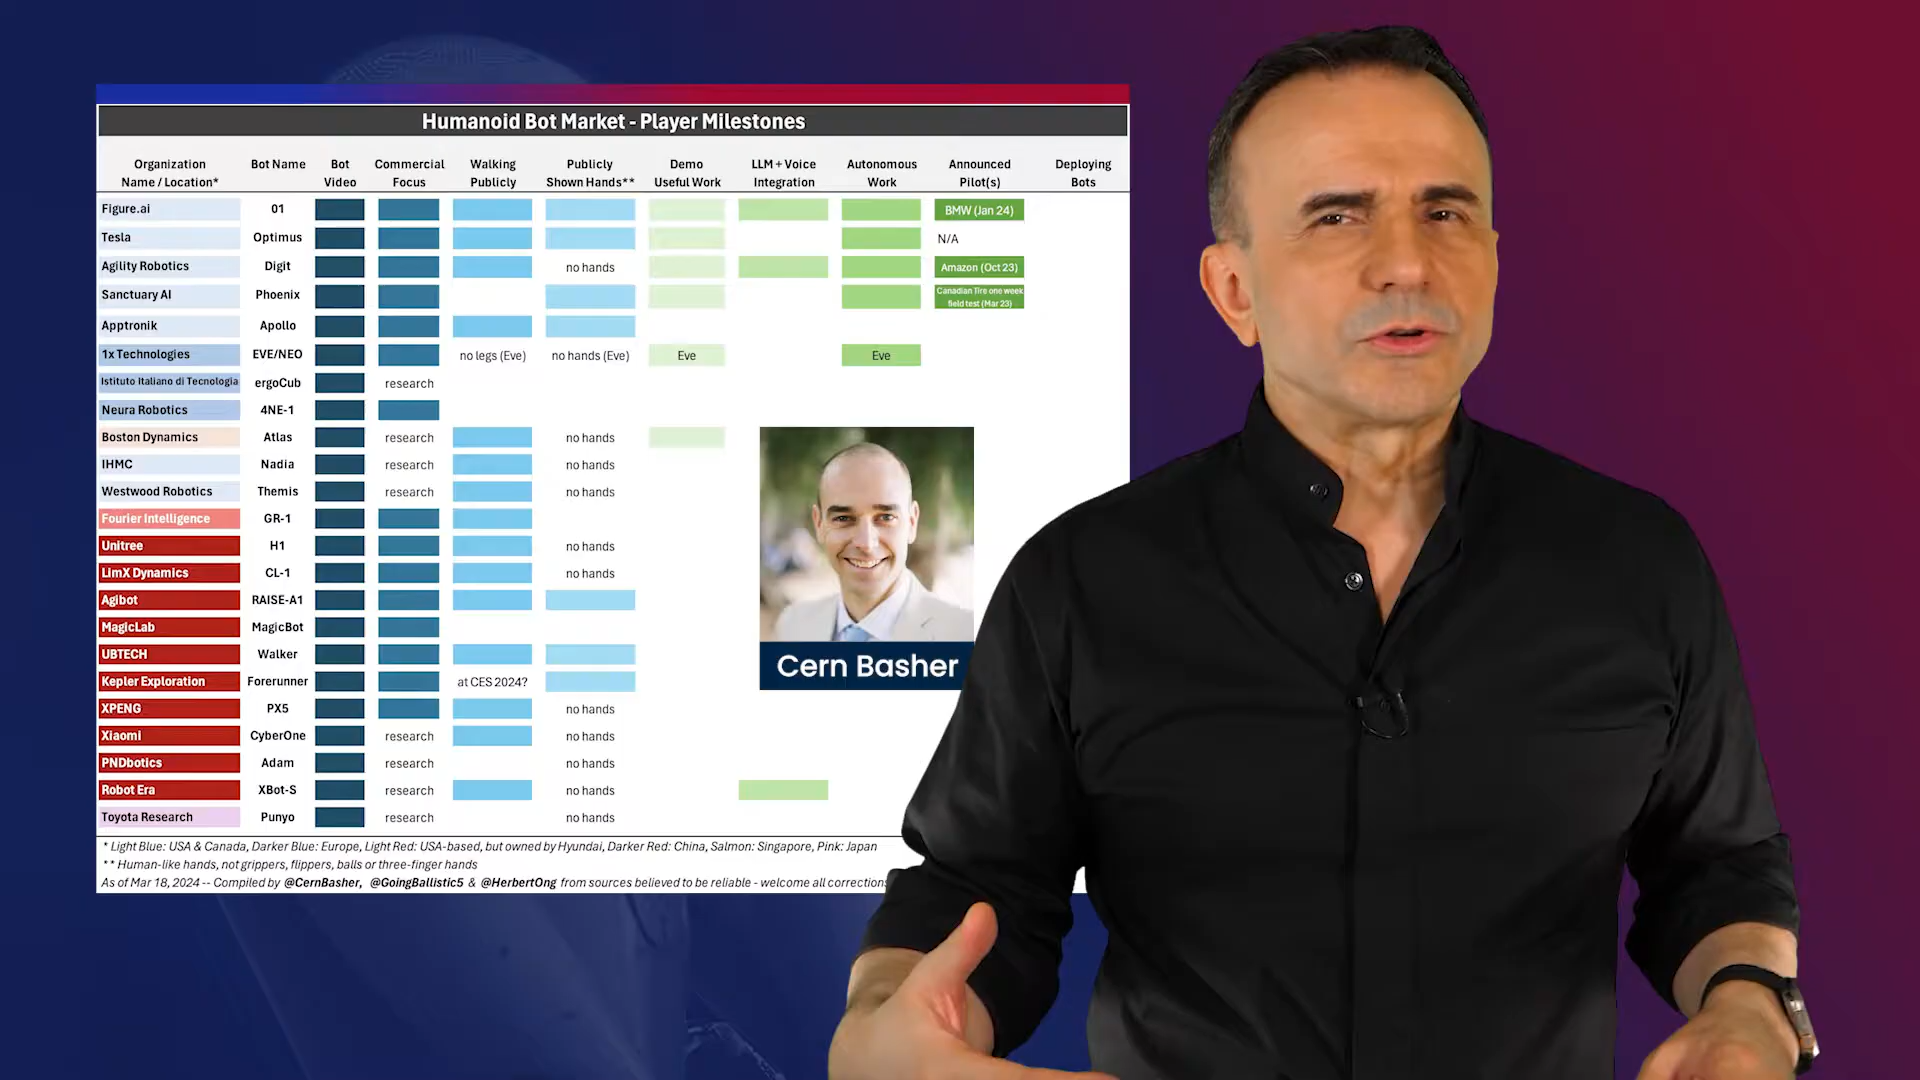 Humanoid Bot Market - Player Milestones
Organization Name / Location* Bot Name Bot Video Commercial Focus Walking Publicly Publicly Shown Hands** Demo Useful Work LLM + Voice Integration Autonomous Work Announced Pilot(s) Deploying Bots
Figure.ai 01 BMW (Jan 24)
Tesla Optimus N/A
Agility Robotics Digit no hands Amazon (Oct 23)
Sanctuary AI Phoenix Canadian Tire one week field test (Mar 23)
Apptronik Apollo
1x Technologies EVE/NEO no legs (Eve) no hands (Eve) Eve Eve
Istituto Italiano di Tecnologia ergoCub research
Neura Robotics 4NE-1
Boston Dynamics Atlas research no hands
IHMC Nadia research no hands
Westwood Robotics Themis research no hands
Fourier Intelligence GR-1
Unitree H1 no hands
LimX Dynamics CL-1 no hands
Agibot RAISE-A1
MagicLab MagicBot
UBTECH Walker
Kepler Exploration Forerunner at CES 2024?
XPENG PX5 no hands
Xiaomi CyberOne research no hands
PNDbotics Adam research no hands
Robot Era XBot-S research no hands
Toyota Research Punyo research no hands
Cern Basher
* Light Blue: USA & Canada, Darker Blue: Europe, Light Red: USA-based, but owned by Hyundai, Darker Red: China, Salmon: Singapore, Pink: Japan
** Human-like hands, not grippers, flippers, balls or three-finger hands
As of Mar 18, 2024 -- Compiled by @CernBasher, @GoingBallistic5 & @HerbertOng from sources believed to be reliable - welcome all corrections